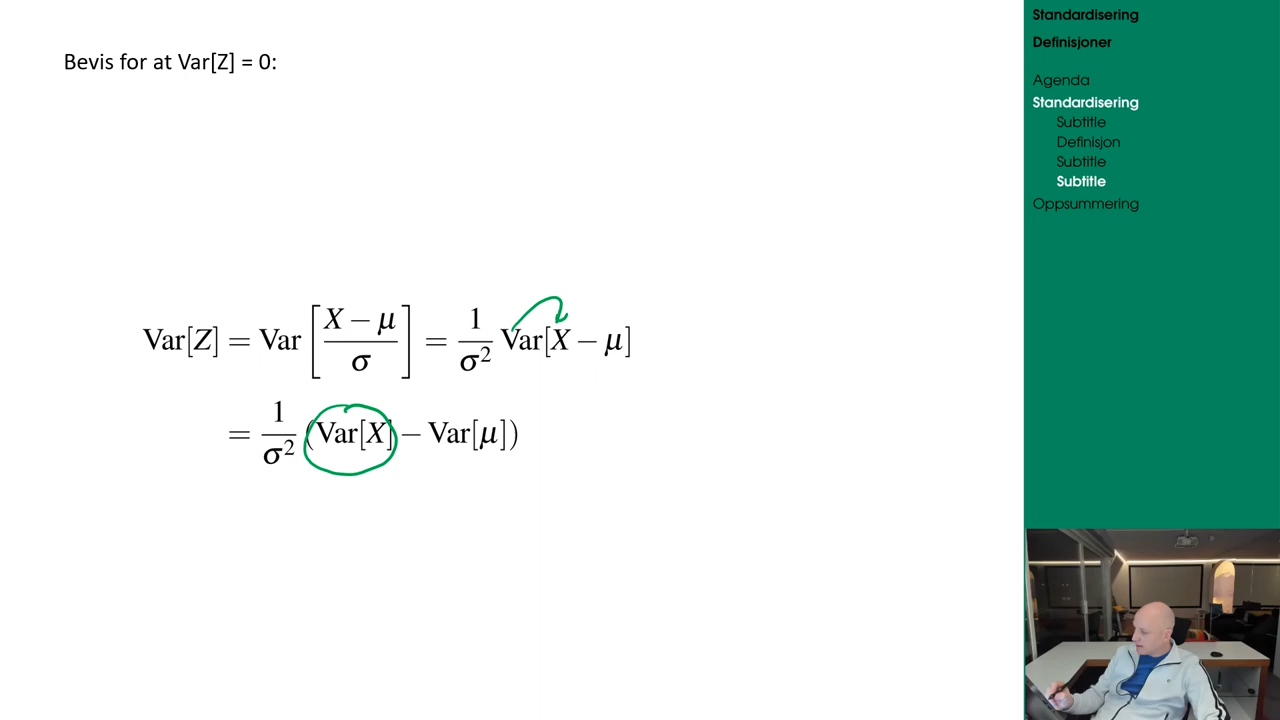 Bevis for at Var[Z] = 0:
Var[Z] = Var [ (X − μ) / σ ] = 1/σ² Var[X − μ]
= 1/σ² (Var[X] − Var[μ])
Standardisering
Definisjoner
Agenda
Standardisering
Subtitle
Definisjon
Subtitle
Subtitle
Oppsummering